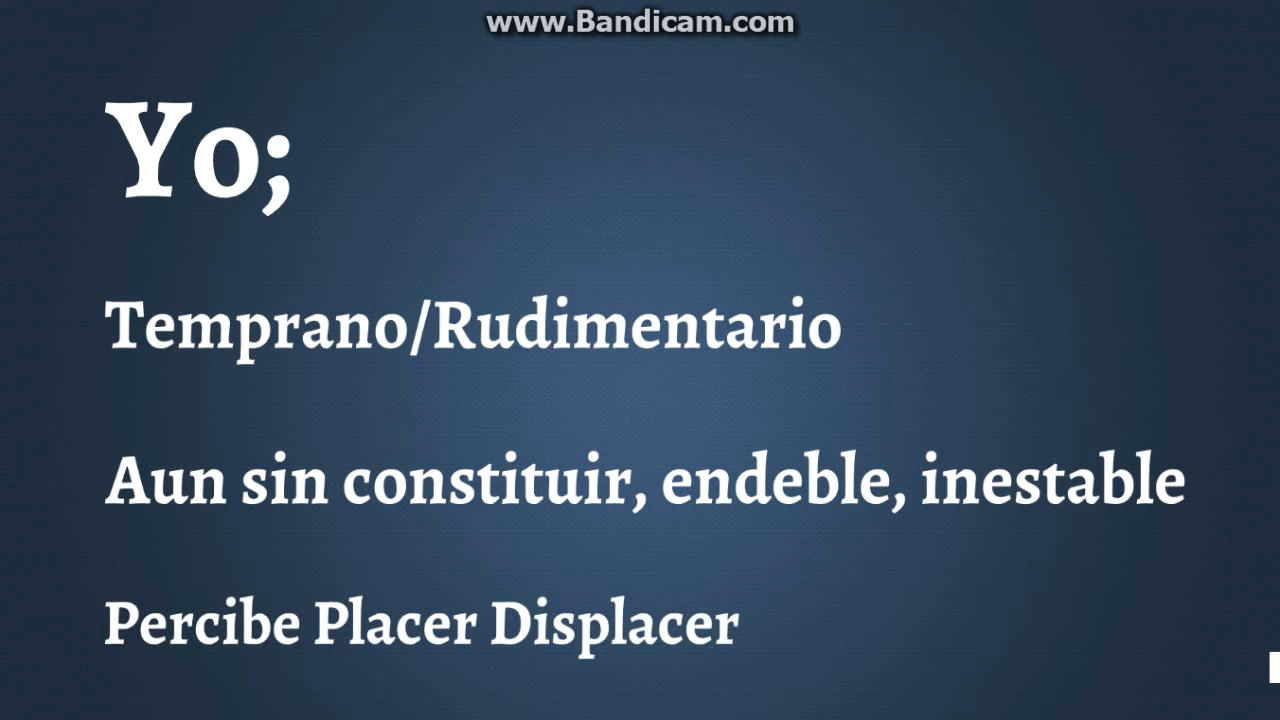 www.Bandicam.com
Yo;
Temprano/Rudimentario
Aun sin constituir, endeble, inestable
Percibe Placer Displacer